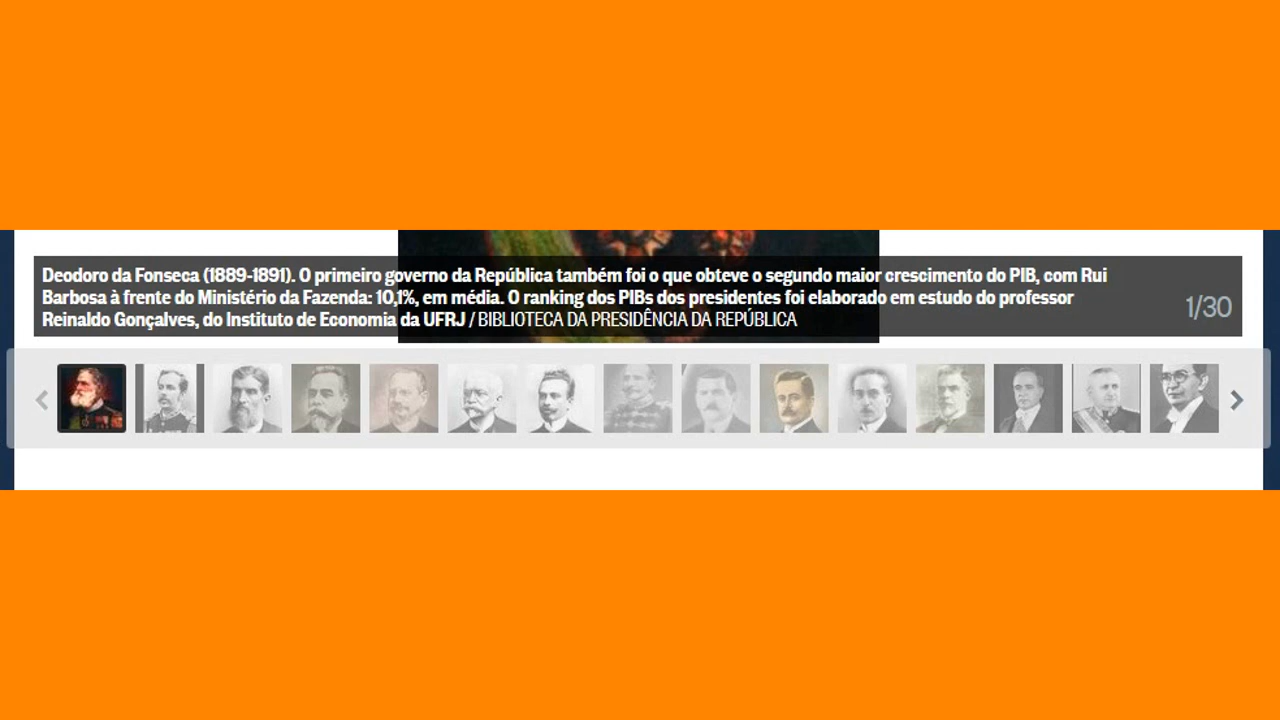 Deodoro da Fonseca (1889-1891). O primeiro governo da República também foi o que obteve o segundo maior crescimento do PIB, com Rui
Barbosa à frente do Ministério da Fazenda: 10,1%, em média. O ranking dos PIBs dos presidentes foi elaborado em estudo do professor
Reinaldo Gonçalves, do Instituto de Economia da UFRJ / BIBLIOTECA DA PRESIDÊNCIA DA REPÚBLICA
1/30